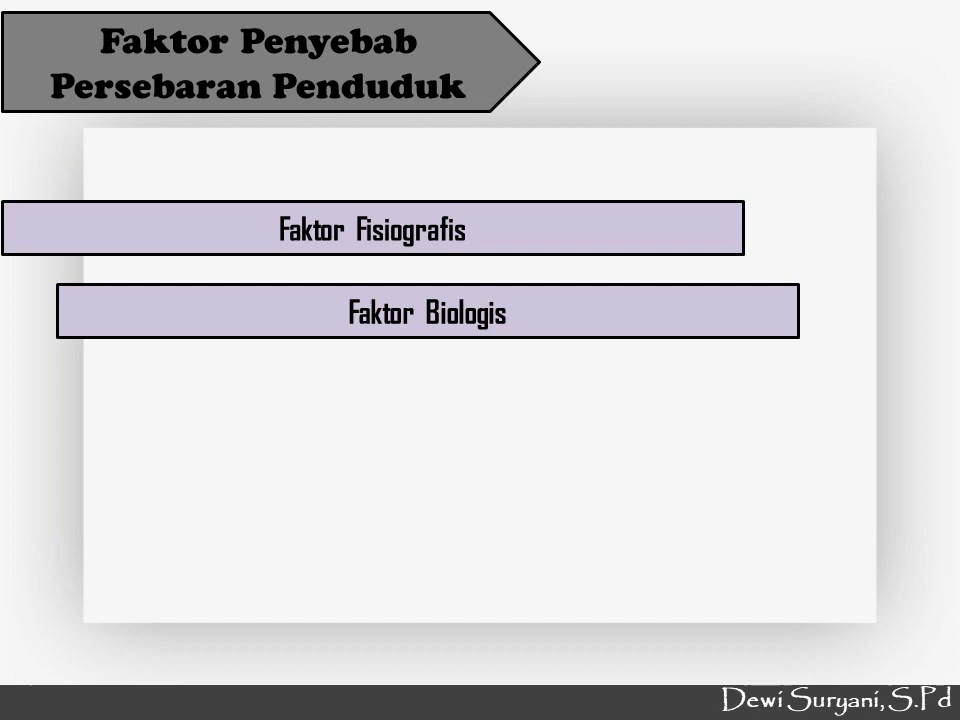 Faktor Penyebab
Persebaran Penduduk
Faktor Fisiografis
Faktor Biologis
Dewi Suryani, S.Pd